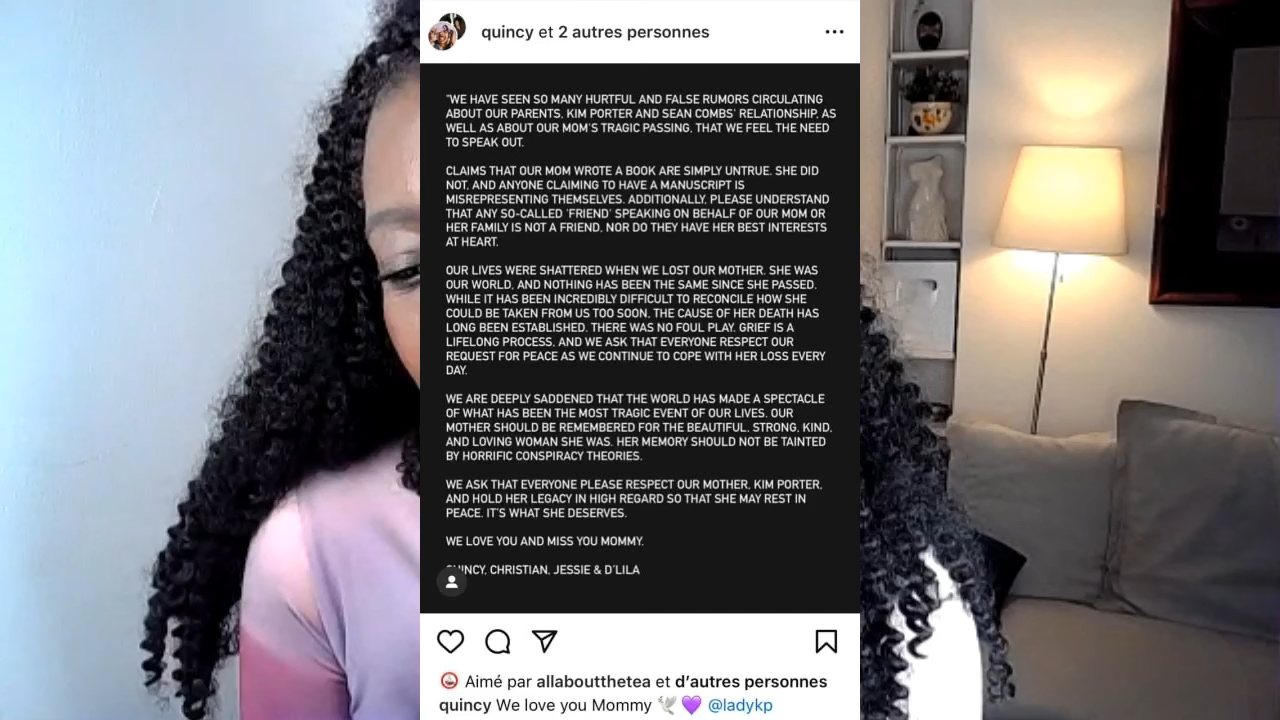 quincy et 2 autres personnes
"WE HAVE SEEN SO MANY HURTFUL AND FALSE RUMORS CIRCULATING
ABOUT OUR PARENTS, KIM PORTER AND SEAN COMBS' RELATIONSHIP, AS
WELL AS ABOUT OUR MOM'S TRAGIC PASSING, THAT WE FEEL THE NEED
TO SPEAK OUT.
CLAIMS THAT OUR MOM WROTE A BOOK ARE SIMPLY UNTRUE. SHE DID
NOT, AND ANYONE CLAIMING TO HAVE A MANUSCRIPT IS
MISREPRESENTING THEMSELVES. ADDITIONALLY, PLEASE UNDERSTAND
THAT ANY SO-CALLED 'FRIEND' SPEAKING ON BEHALF OF OUR MOM OR
HER FAMILY IS NOT A FRIEND, NOR DO THEY HAVE HER BEST INTERESTS
AT HEART.
OUR LIVES WERE SHATTERED WHEN WE LOST OUR MOTHER. SHE WAS
OUR WORLD, AND NOTHING HAS BEEN THE SAME SINCE SHE PASSED.
WHILE IT HAS BEEN INCREDIBLY DIFFICULT TO RECONCILE HOW SHE
COULD BE TAKEN FROM US TOO SOON, THE CAUSE OF HER DEATH HAS
LONG BEEN ESTABLISHED. THERE WAS NO FOUL PLAY. GRIEF IS A
LIFELONG PROCESS, AND WE ASK THAT EVERYONE RESPECT OUR
REQUEST FOR PEACE AS WE CONTINUE TO COPE WITH HER LOSS EVERY
DAY.
WE ARE DEEPLY SADDENED THAT THE WORLD HAS MADE A SPECTACLE
OF WHAT HAS BEEN THE MOST TRAGIC EVENT OF OUR LIVES. OUR
MOTHER SHOULD BE REMEMBERED FOR THE BEAUTIFUL, STRONG, KIND,
AND LOVING WOMAN SHE WAS. HER MEMORY SHOULD NOT BE TAINTED
BY HORRIFIC CONSPIRACY THEORIES.
WE ASK THAT EVERYONE PLEASE RESPECT OUR MOTHER, KIM PORTER,
AND HOLD HER LEGACY IN HIGH REGARD SO THAT SHE MAY REST IN
PEACE. IT'S WHAT SHE DESERVES.
WE LOVE YOU AND MISS YOU MOMMY.
QUINCY, CHRISTIAN, JESSIE & D'LILA
Aimé par allaboutthetea et d'autres personnes
quincy We love you Mommy 🕊️💜 @ladykp